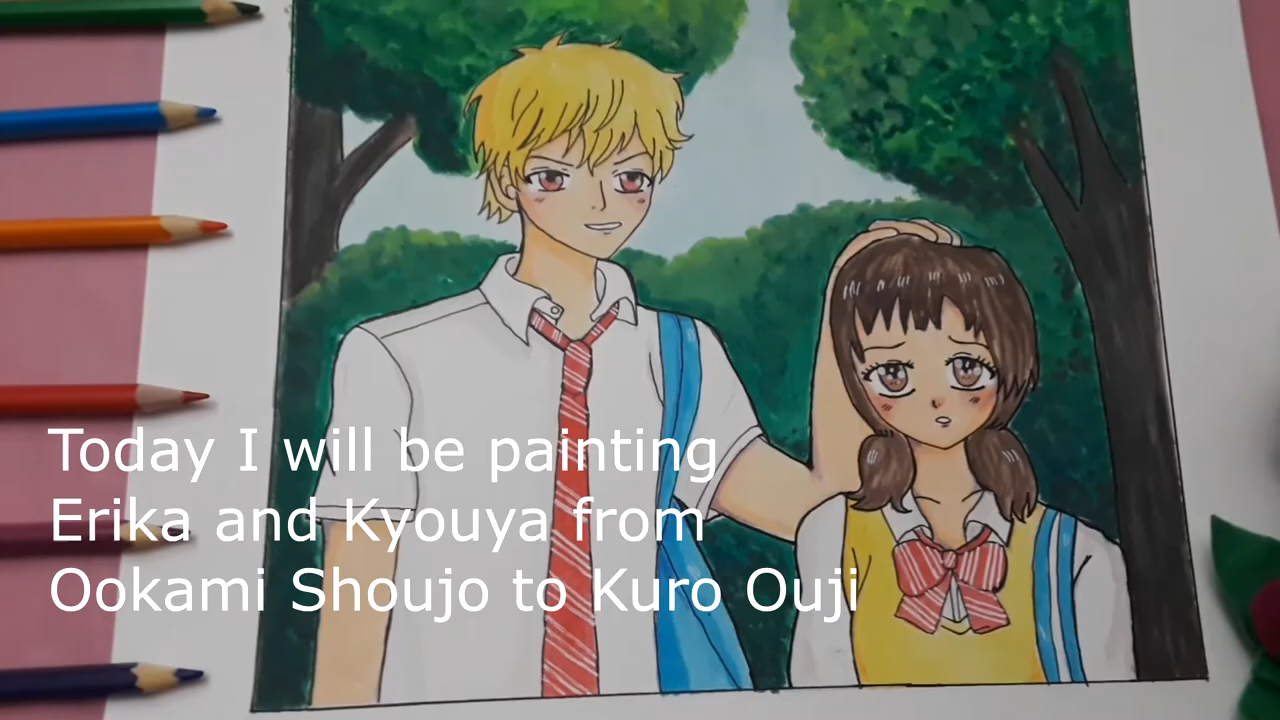 Today I will be painting
Erika and Kyouya from
Ookami Shoujo to Kuro Ouji